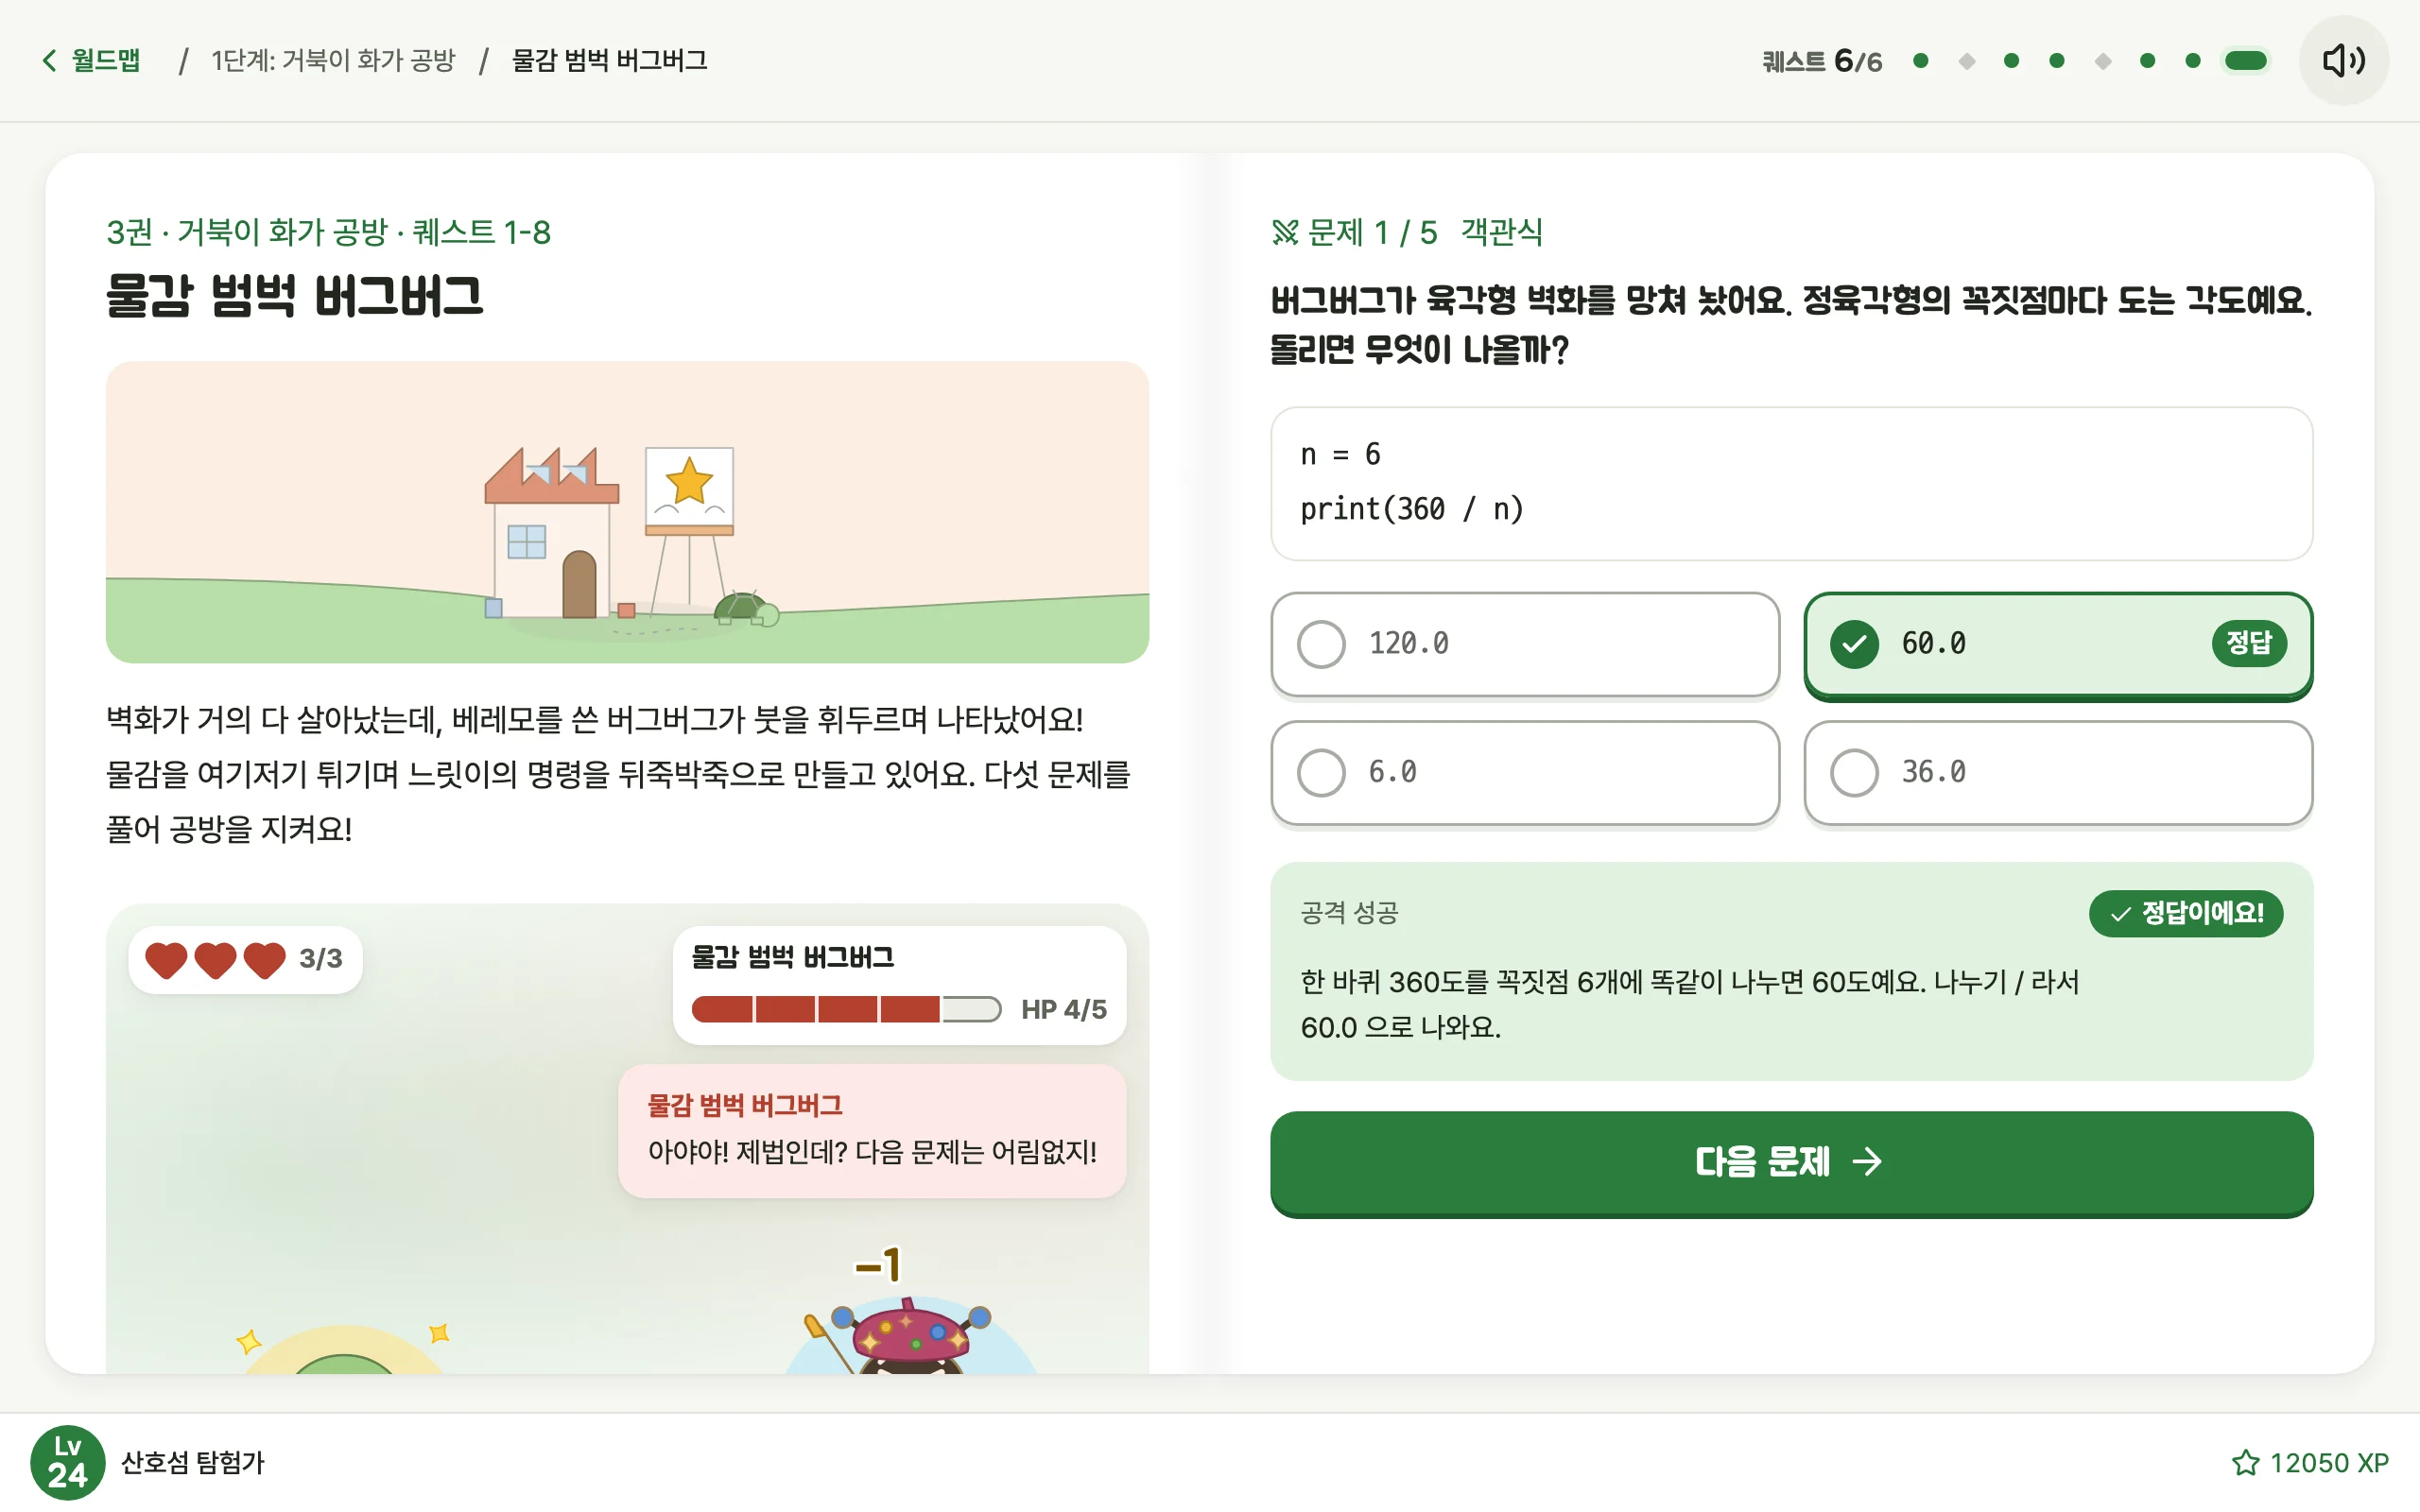 월드맵 / 1단계: 거북이 화가 공방 / 물감 범벅 버그버그
퀘스트 6/6
3권 · 거북이 화가 공방 · 퀘스트 1-8
물감 범벅 버그버그
벽화가 거의 다 살아났는데, 베레모를 쓴 버그버그가 붓을 휘두르며 나타났어요!
물감을 여기저기 튀기며 느릿이의 명령을 뒤죽박죽으로 만들고 있어요. 다섯 문제를
풀어 공방을 지켜요!
3/3
물감 범벅 버그버그
HP 4/5
물감 범벅 버그버그
아야야! 제법인데? 다음 문제는 어림없지!
−1
문제 1 / 5 객관식
버그버그가 육각형 벽화를 망쳐 놨어요. 정육각형의 꼭짓점마다 도는 각도예요.
돌리면 무엇이 나올까?
n = 6
print(360 / n)
120.0
60.0 정답
6.0
36.0
공격 성공 정답이에요!
한 바퀴 360도를 꼭짓점 6개에 똑같이 나누면 60도예요. 나누기 / 라서
60.0 으로 나와요.
다음 문제 →
Lv
24
산호섬 탐험가
12050 XP